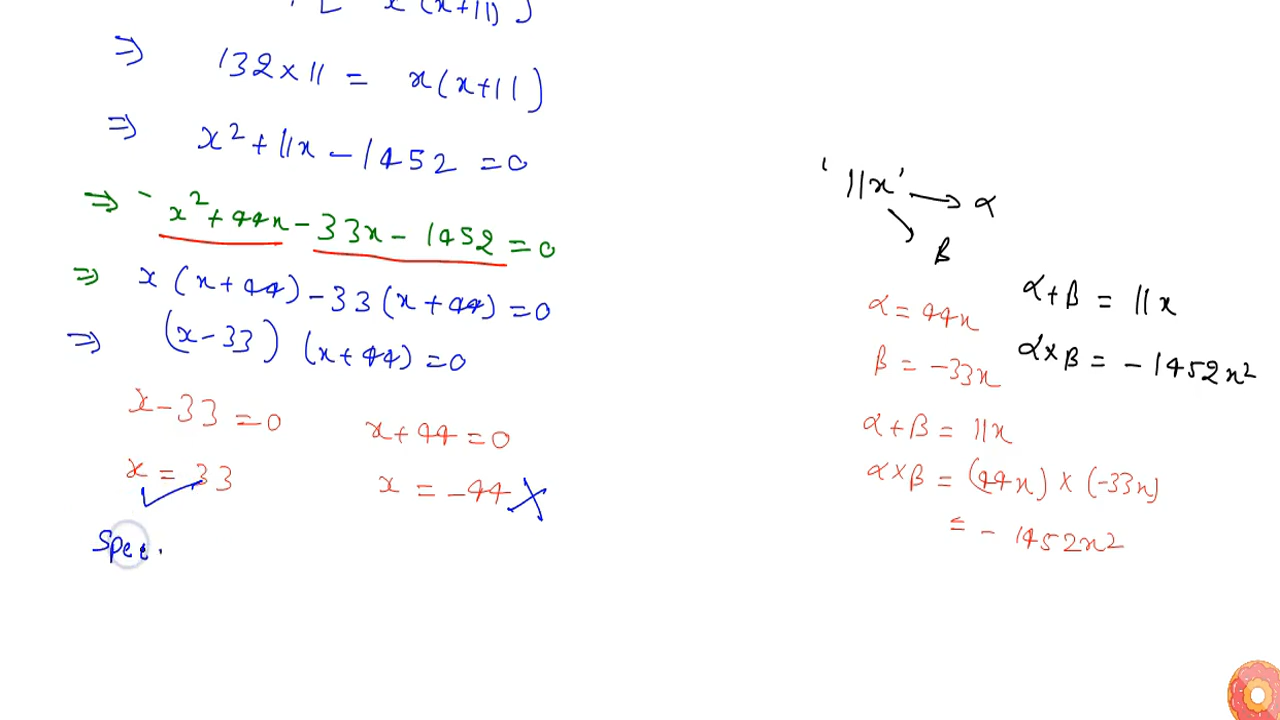 x(x+11)
⇒ 132×11 = x(x+11)
⇒ x²+11x-1452 =0
⇒ x²+44x-33x-1452=0
⇒ x(x+44)-33(x+44)=0
⇒ (x-33) (x+44)=0
x-33=0 x+44=0
x=33 x=-44
Spee
'11x' → α
β
α+β = 11x
α×β = -1452x²
α=44x
β=-33x
α+β = 11x
α×β = (44x)×(-33x)
= - 1452x²